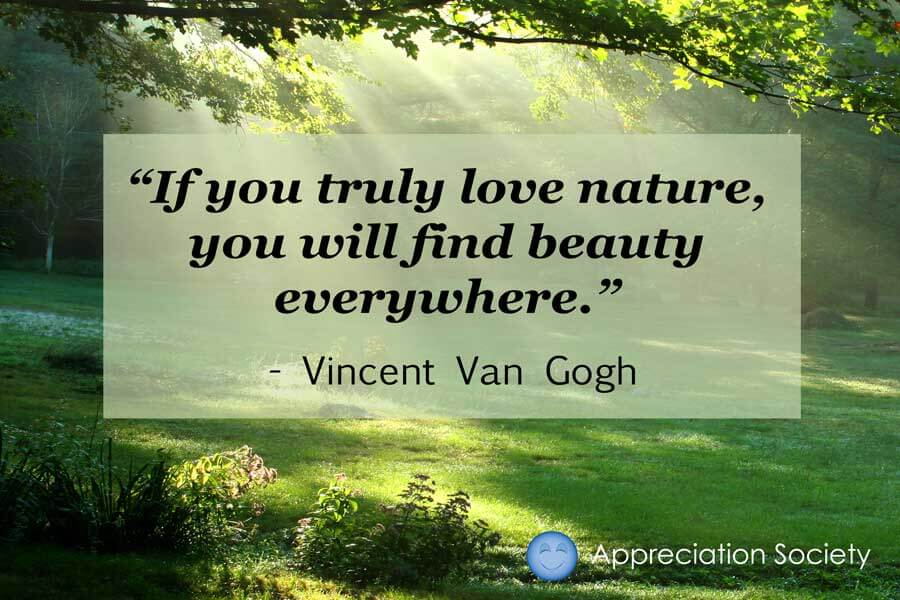 “If you truly love nature,
you will find beauty
everywhere.”
- Vincent Van Gogh
Appreciation Society